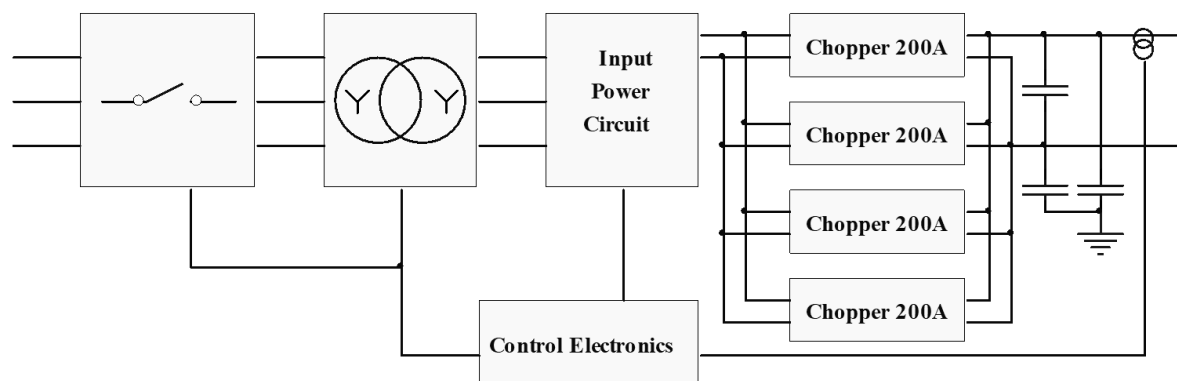 Input
Power
Circuit
Chopper 200A
Chopper 200A
Chopper 200A
Chopper 200A
Control Electronics